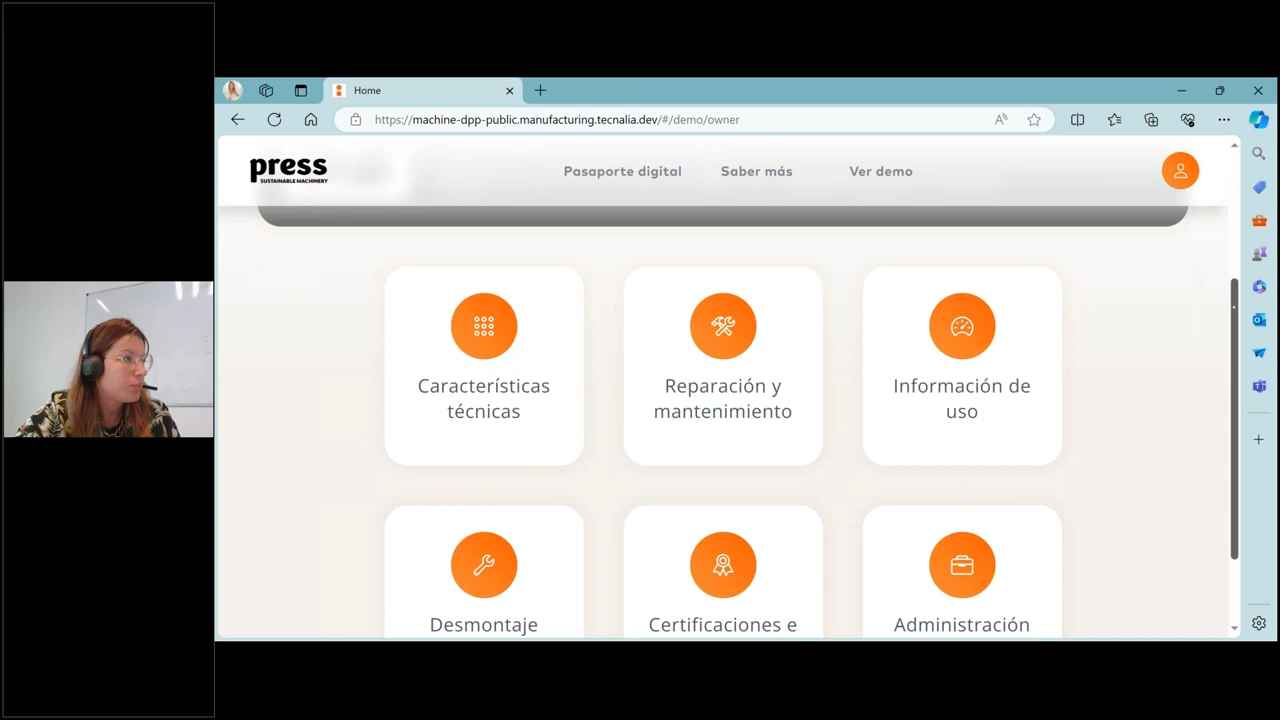 Home
https://machine-dpp-public.manufacturing.tecnalia.dev/#/demo/owner
press
SUSTAINABLE MACHINERY
Pasaporte digital
Saber más
Ver demo
Características
técnicas
Reparación y
mantenimiento
Información de
uso
Desmontaje
Certificaciones e
Administración